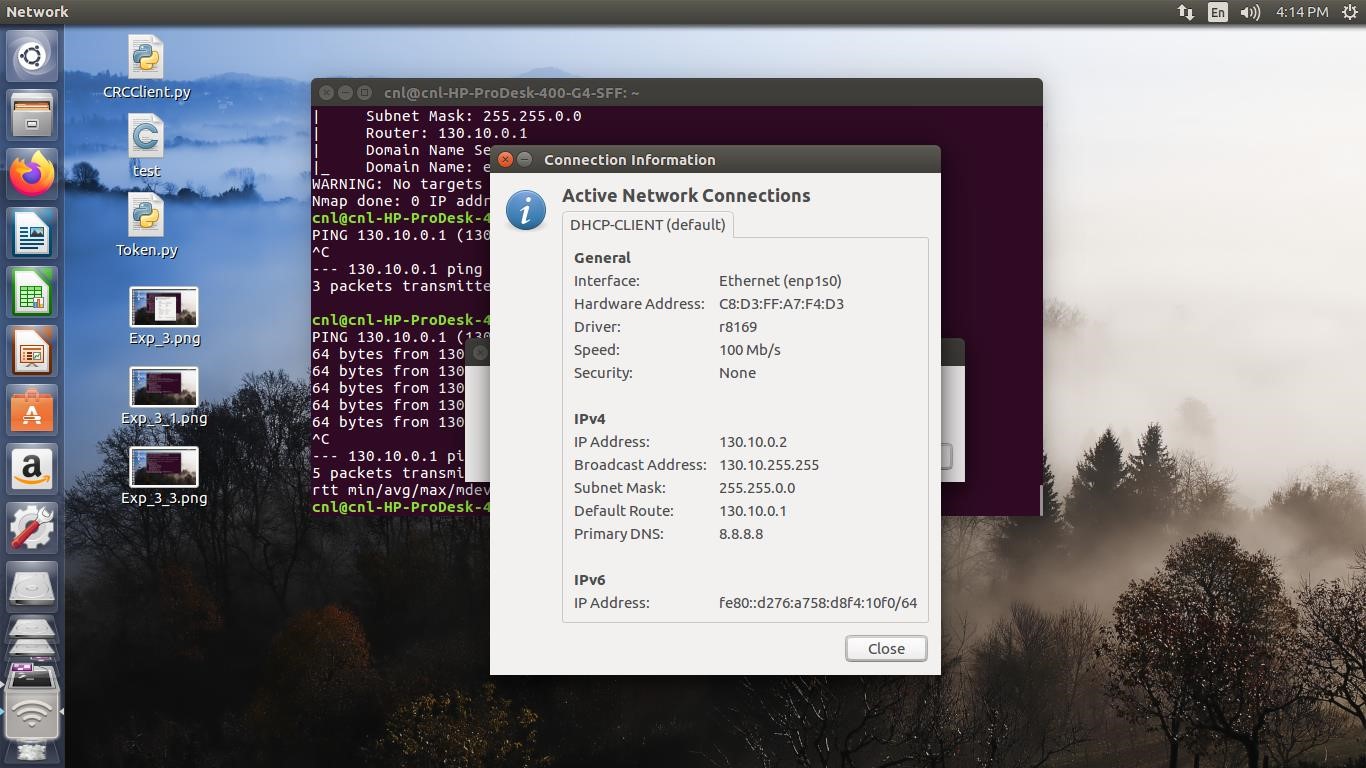 Network
En
4:14 PM
CRCClient.py
test
Token.py
Exp_3.png
Exp_3_1.png
Exp_3_3.png
cnl@cnl-HP-ProDesk-400-G4-SFF: ~
| Subnet Mask: 255.255.0.0
| Router: 130.10.0.1
| Domain Name Se
|_ Domain Name: e
WARNING: No targets
Nmap done: 0 IP addr
cnl@cnl-HP-ProDesk-4
PING 130.10.0.1 (130
^C
--- 130.10.0.1 ping
3 packets transmitte
cnl@cnl-HP-ProDesk-4
PING 130.10.0.1 (130
64 bytes from 130
64 bytes from 130
64 bytes from 130
64 bytes from 130
64 bytes from 130
^C
--- 130.10.0.1 pi
5 packets transmi
rtt min/avg/max/mdev
cnl@cnl-HP-ProDesk-4
Connection Information
Active Network Connections
DHCP-CLIENT (default)
General
Interface: Ethernet (enp1s0)
Hardware Address: C8:D3:FF:A7:F4:D3
Driver: r8169
Speed: 100 Mb/s
Security: None
IPv4
IP Address: 130.10.0.2
Broadcast Address: 130.10.255.255
Subnet Mask: 255.255.0.0
Default Route: 130.10.0.1
Primary DNS: 8.8.8.8
IPv6
IP Address: fe80::d276:a758:d8f4:10f0/64
Close